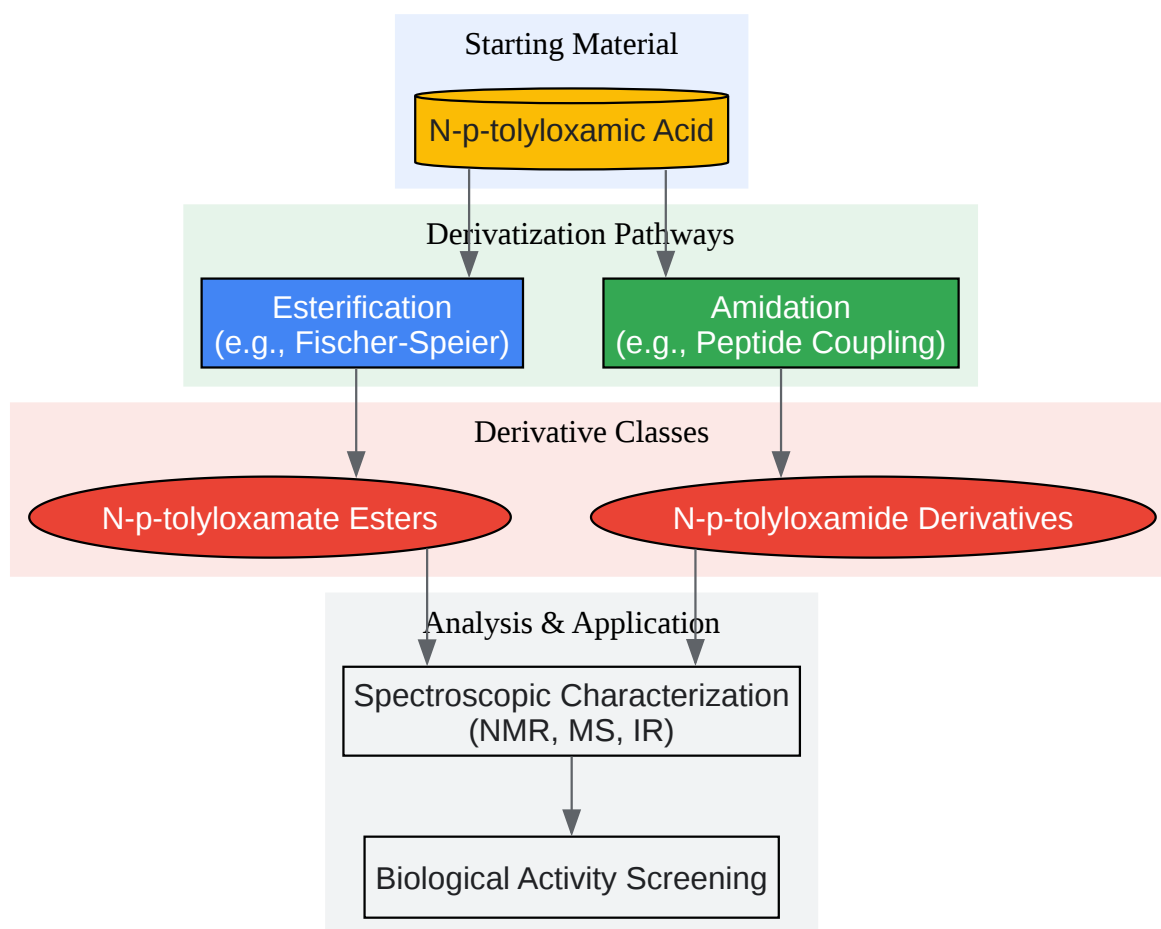 Starting Material
N-p-tolyloxamic Acid
Derivatization Pathways
Esterification
(e.g., Fischer-Speier)
Amidation
(e.g., Peptide Coupling)
Derivative Classes
N-p-tolyloxamate Esters
N-p-tolyloxamide Derivatives
Analysis & Application
Spectroscopic Characterization
(NMR, MS, IR)
Biological Activity Screening